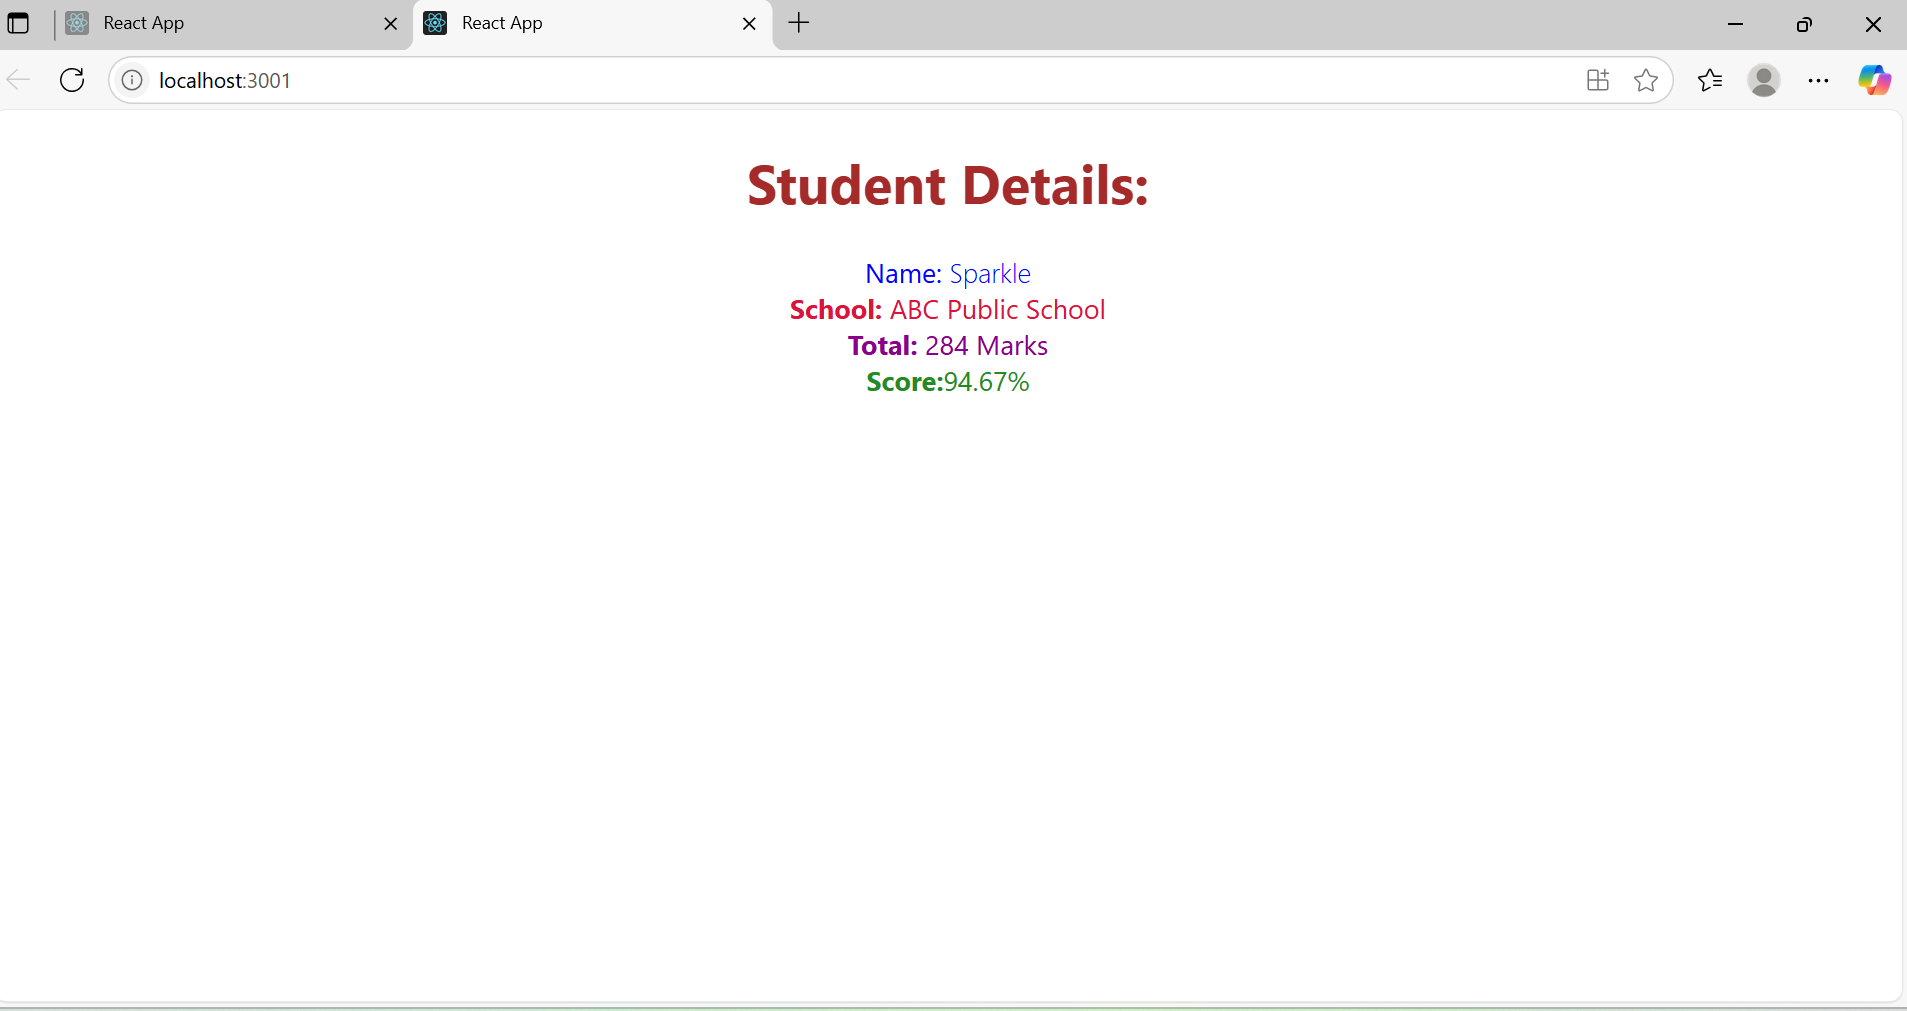 React App
React App
localhost:3001
Student Details:
Name: Sparkle
School: ABC Public School
Total: 284 Marks
Score:94.67%